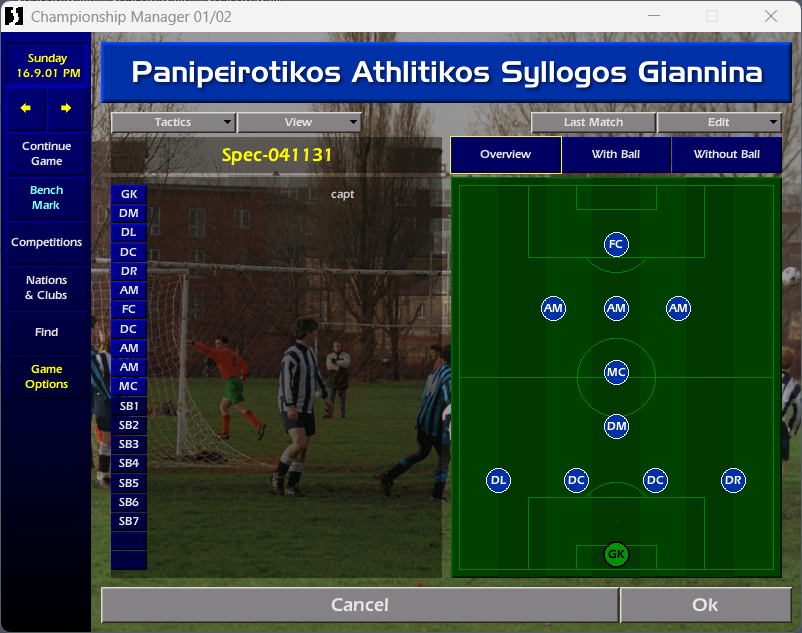 Championship Manager 01/02
Sunday
16.9.01 PM
Continue
Game
Bench
Mark
Competitions
Nations
& Clubs
Find
Game
Options
Panipeirotikos Athlitikos Syllogos Giannina
Tactics
View
Last Match
Edit
Spec-041131
Overview
With Ball
Without Ball
GK capt
DM
DL
DC
DR
AM
FC
DC
AM
AM
MC
SB1
SB2
SB3
SB4
SB5
SB6
SB7
FC
AM AM AM
MC
DM
DL DC DC DR
GK
Cancel
Ok